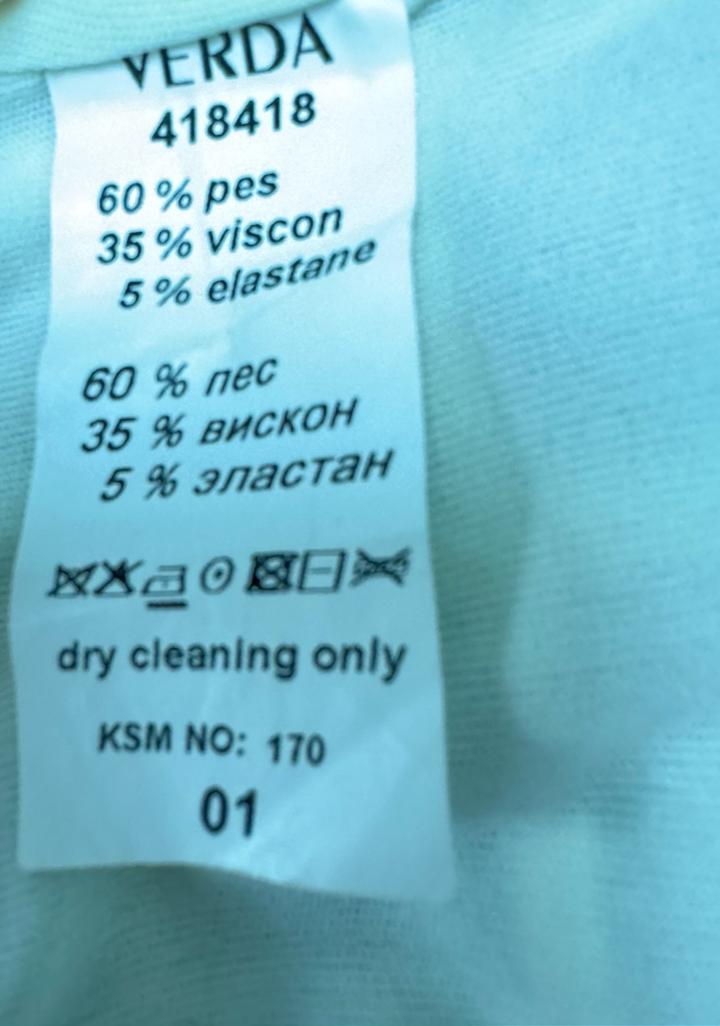 VERDA
418418
60 % pes
35 % viscon
5 % elastane
60 % пес
35 % вискон
5 % эластан
dry cleaning only
KSM NO: 170
01